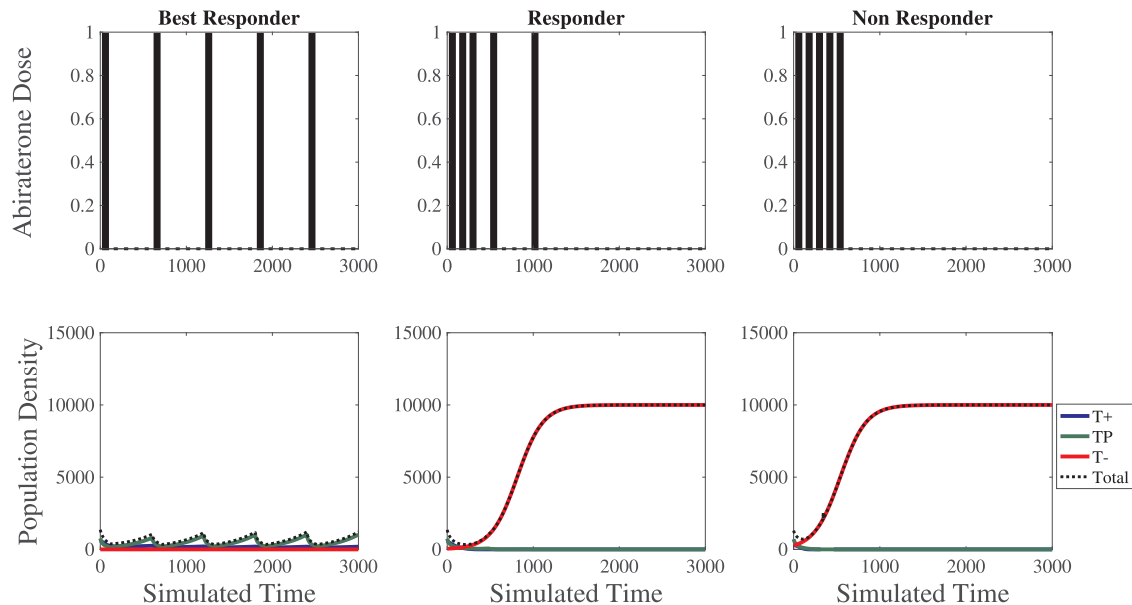 Best Responder
Responder
Non Responder
Abiraterone Dose
1
0.8
0.6
0.4
0.2
0
0 1000 2000 3000
1
0.8
0.6
0.4
0.2
0
0 1000 2000 3000
1
0.8
0.6
0.4
0.2
0
0 1000 2000 3000
Population Density
15000
10000
5000
0
0 1000 2000 3000
Simulated Time
15000
10000
5000
0
0 1000 2000 3000
Simulated Time
15000
10000
5000
0
0 1000 2000 3000
Simulated Time
T+
TP
T-
Total